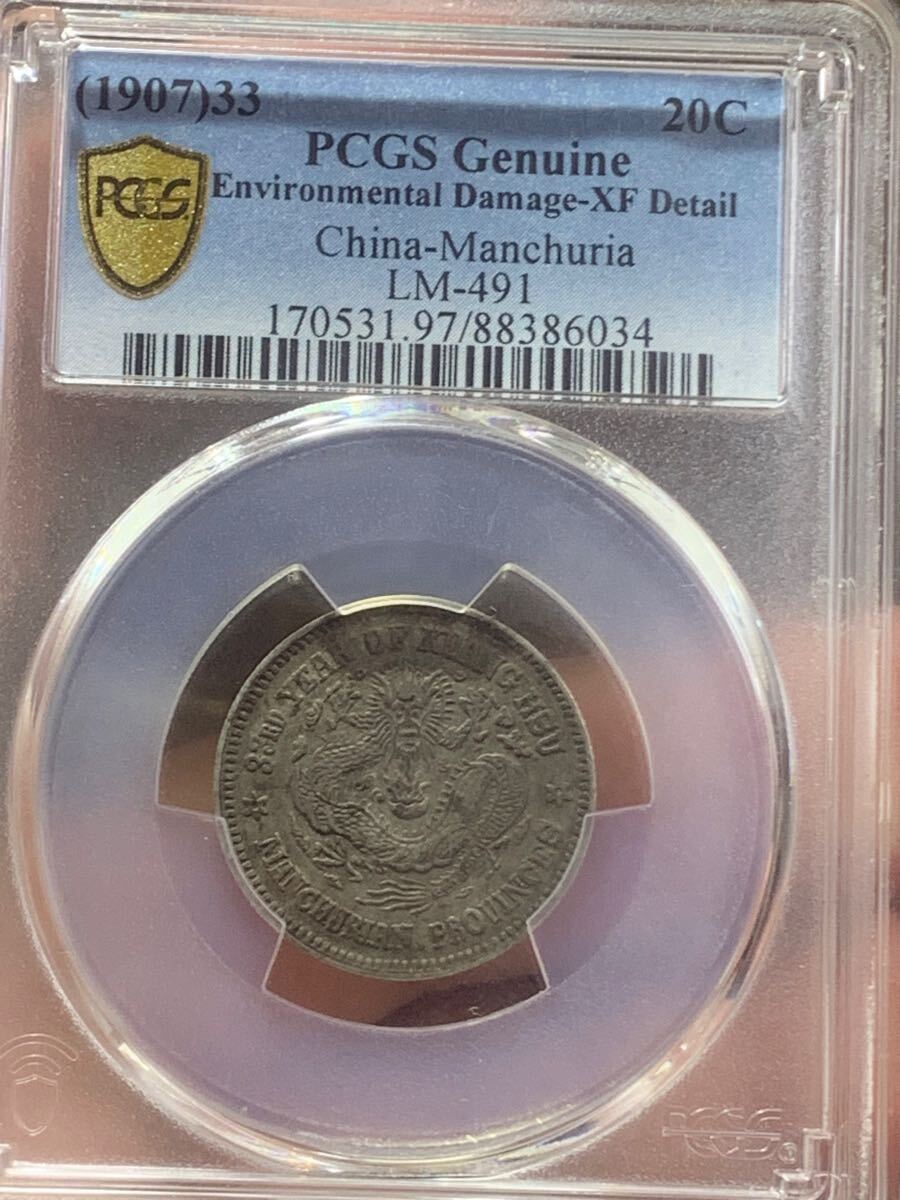 (1907)33 20C
PCGS Genuine
PCGS
Environmental Damage-XF Detail
China-Manchuria
LM-491
170531.97/88386034
33RD YEAR OF KUANG HSU
MANCHURIAN PROVINCES
PCGS